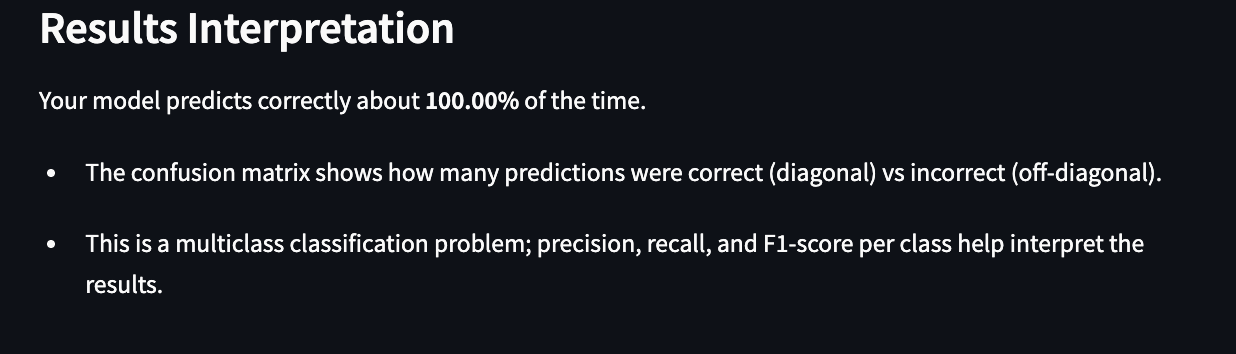 Results Interpretation
Your model predicts correctly about 100.00% of the time.
• The confusion matrix shows how many predictions were correct (diagonal) vs incorrect (off-diagonal).
• This is a multiclass classification problem; precision, recall, and F1-score per class help interpret the
results.